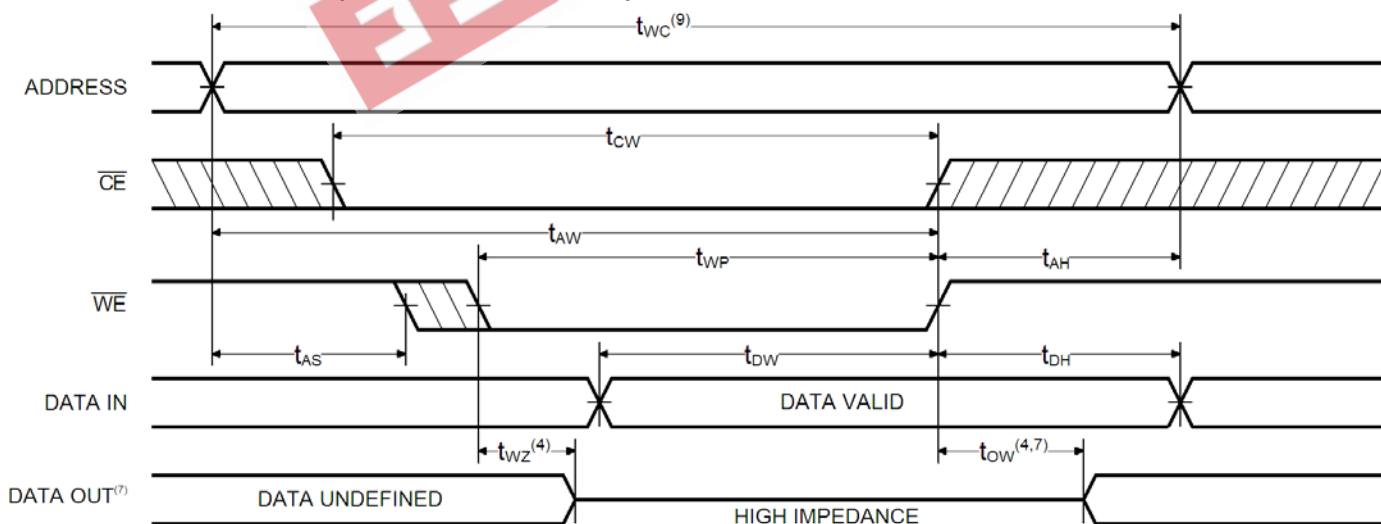 tWC(9)
ADDRESS
tCW
CE
tAW
tWP
tAH
WE
tAS
tDW
tDH
DATA IN
DATA VALID
tWZ(4)
tOW(4,7)
DATA OUT(7)
DATA UNDEFINED
HIGH IMPEDANCE